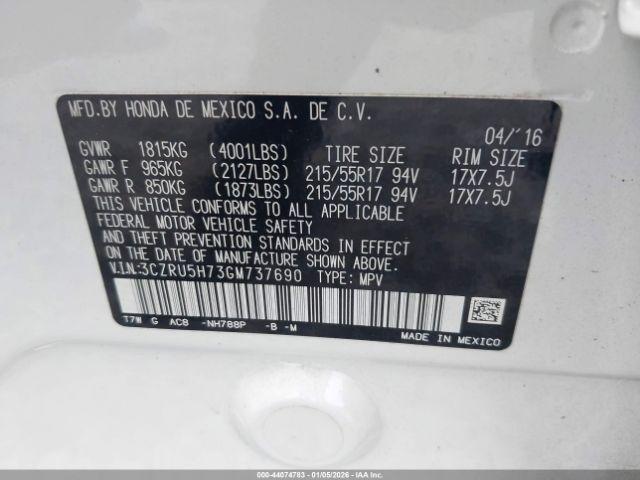 MFD. BY HONDA DE MEXICO S.A. DE C.V.
04/'16
GVWR 1815KG (4001LBS) TIRE SIZE RIM SIZE
GAWR F 965KG (2127LBS) 215/55R17 94V 17X7.5J
GAWR R 850KG (1873LBS) 215/55R17 94V 17X7.5J
THIS VEHICLE CONFORMS TO ALL APPLICABLE
FEDERAL MOTOR VEHICLE SAFETY
AND THEFT PREVENTION STANDARDS IN EFFECT
ON THE DATE OF MANUFACTURE SHOWN ABOVE.
V.I.N:3CZRU5H73GM737690 TYPE: MPV
T7W G AC8 -NH788P -B -M
MADE IN MEXICO
000-44074783 | 01/05/2026 | IAA Inc.